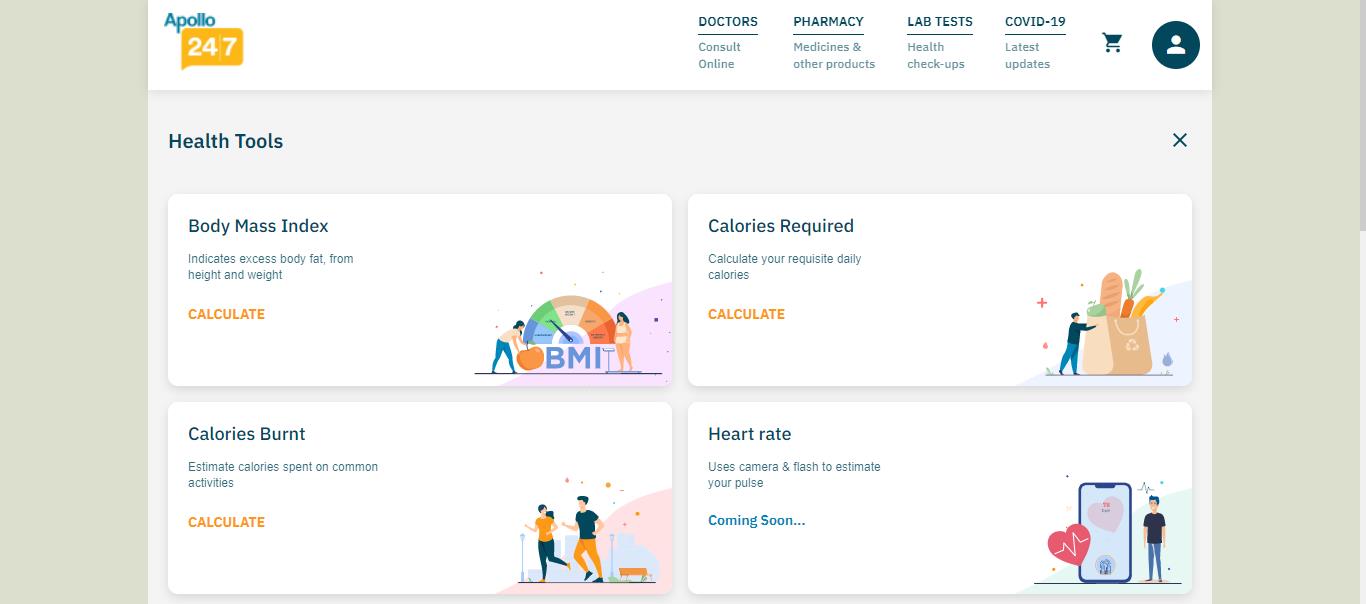 Apollo
24|7
DOCTORS
Consult
Online
PHARMACY
Medicines &
other products
LAB TESTS
Health
check-ups
COVID-19
Latest
updates
Health Tools
Body Mass Index
Indicates excess body fat, from
height and weight
CALCULATE
BMI
Calories Required
Calculate your requisite daily
calories
CALCULATE
Calories Burnt
Estimate calories spent on common
activities
CALCULATE
Heart rate
Uses camera & flash to estimate
your pulse
Coming Soon...